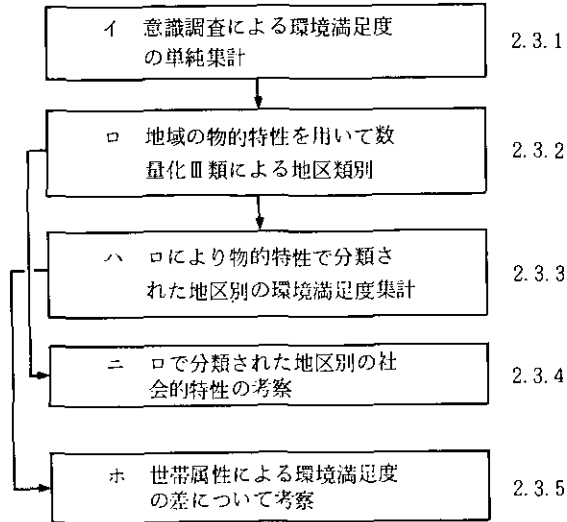 イ 意識調査による環境満足度
の単純集計
2.3.1
ロ 地域の物的特性を用いて数
量化Ⅲ類による地区類別
2.3.2
ハ ロにより物的特性で分類さ
れた地区別の環境満足度集計
2.3.3
ニ ロで分類された地区別の社
会的特性の考察
2.3.4
ホ 世帯属性による環境満足度
の差について考察
2.3.5